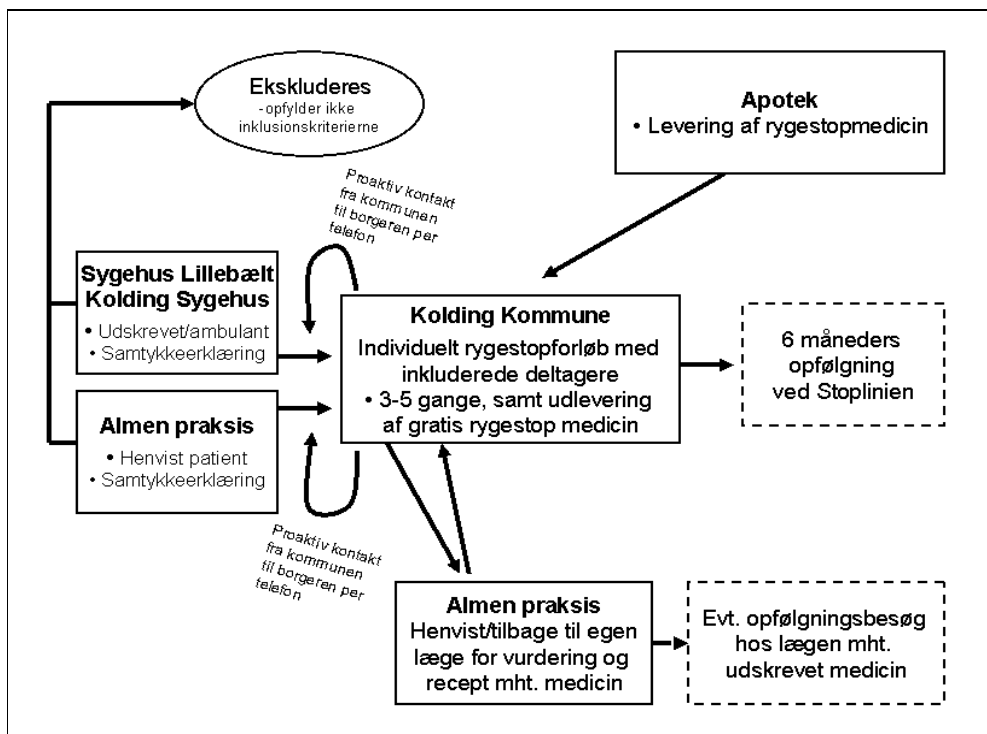 Ekskluderes
-opfylder ikke
inklusionskriterierne
Apotek
• Levering af rygestopmedicin
Proaktiv kontakt
fra kommunen
til borgeren per
telefon
Sygehus Lillebælt
Kolding Sygehus
• Udskrevet/ambulant
• Samtykkeerklæring
Kolding Kommune
Individuelt rygestopforløb med
inkluderede deltagere
• 3-5 gange, samt udlevering
af gratis rygestop medicin
6 måneders
opfølgning
ved Stoplinien
Almen praksis
• Henvist patient
• Samtykkeerklæring
Proaktiv kontakt
fra kommunen
til borgeren per
telefon
Almen praksis
Henvist/tilbage til egen
læge for vurdering og
recept mht. medicin
Evt. opfølgningsbesøg
hos lægen mht.
udskrevet medicin